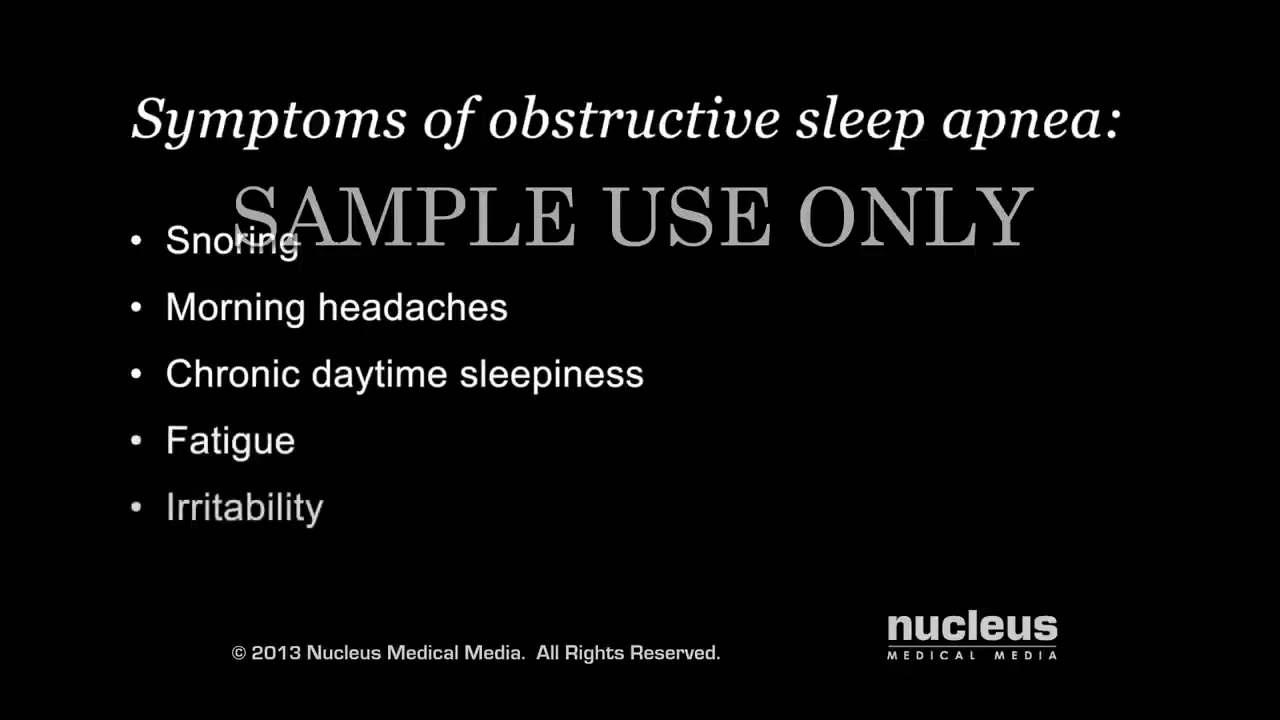 Symptoms of obstructive sleep apnea:
SAMPLE USE ONLY
• Snoring
• Morning headaches
• Chronic daytime sleepiness
• Fatigue
• Irritability
nucleus
MEDICAL MEDIA
© 2013 Nucleus Medical Media. All Rights Reserved.